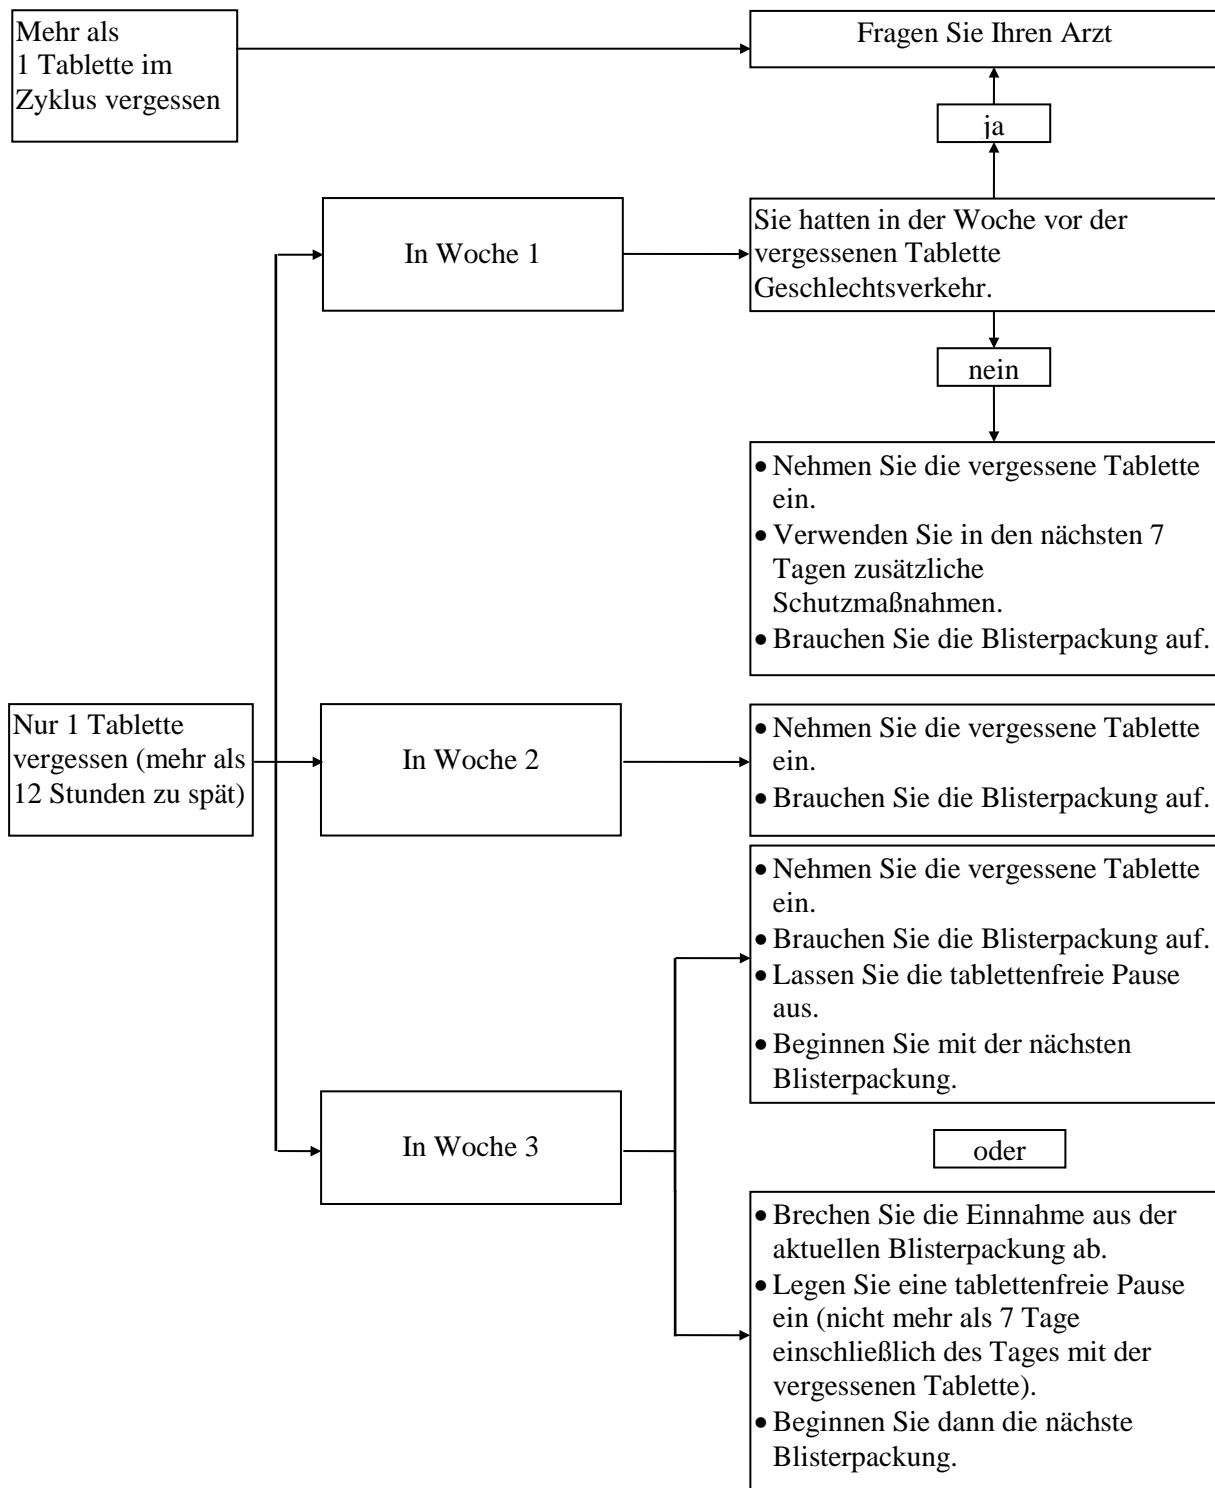 Mehr als
1 Tablette im
Zyklus vergessen
Fragen Sie Ihren Arzt
ja
In Woche 1
Sie hatten in der Woche vor der
vergessenen Tablette
Geschlechtsverkehr.
nein
• Nehmen Sie die vergessene Tablette
ein.
• Verwenden Sie in den nächsten 7
Tagen zusätzliche
Schutzmaßnahmen.
• Brauchen Sie die Blisterpackung auf.
Nur 1 Tablette
vergessen (mehr als
12 Stunden zu spät)
In Woche 2
• Nehmen Sie die vergessene Tablette
ein.
• Brauchen Sie die Blisterpackung auf.
In Woche 3
• Nehmen Sie die vergessene Tablette
ein.
• Brauchen Sie die Blisterpackung auf.
• Lassen Sie die tablettenfreie Pause
aus.
• Beginnen Sie mit der nächsten
Blisterpackung.
oder
• Brechen Sie die Einnahme aus der
aktuellen Blisterpackung ab.
• Legen Sie eine tablettenfreie Pause
ein (nicht mehr als 7 Tage
einschließlich des Tages mit der
vergessenen Tablette).
• Beginnen Sie dann die nächste
Blisterpackung.